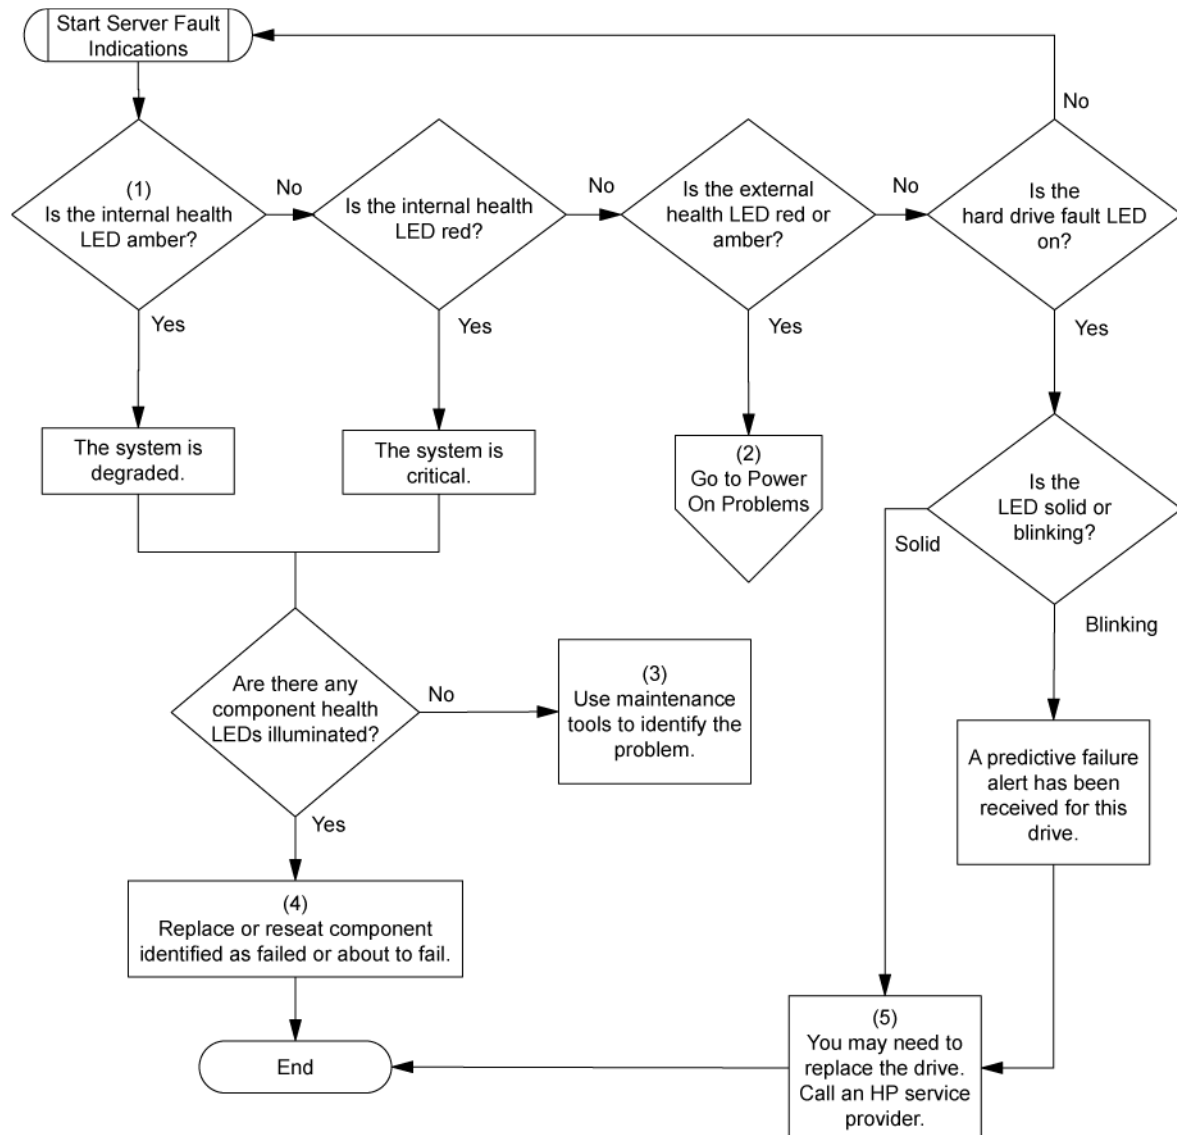 Start Server Fault
Indications
No
(1)
Is the internal health
LED amber?
No
Is the internal health
LED red?
No
Is the external
health LED red or
amber?
No
Is the
hard drive fault LED
on?
Yes
Yes
Yes
Yes
The system is
degraded.
The system is
critical.
(2)
Go to Power
On Problems
Is the
LED solid or
blinking?
Solid
Blinking
Are there any
component health
LEDs illuminated?
No
(3)
Use maintenance
tools to identify the
problem.
A predictive failure
alert has been
received for this
drive.
Yes
(4)
Replace or reseat component
identified as failed or about to fail.
End
(5)
You may need to
replace the drive.
Call an HP service
provider.